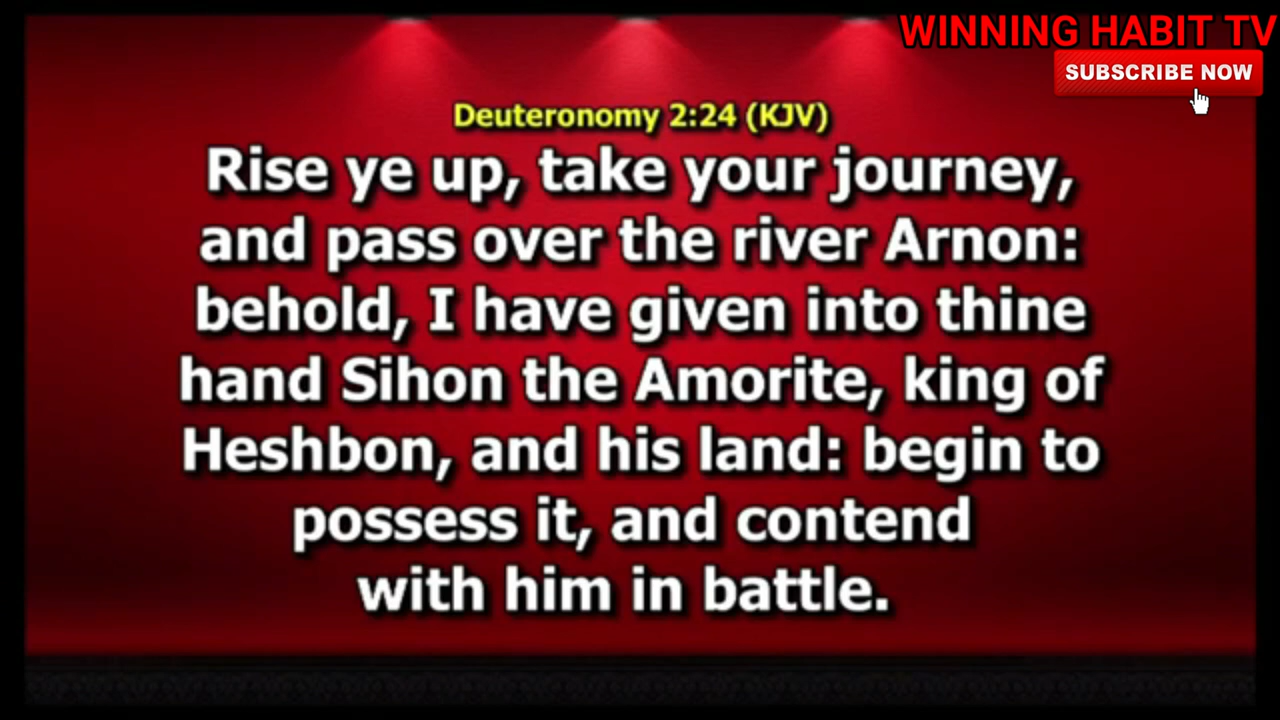 WINNING HABIT TV
SUBSCRIBE NOW
Deuteronomy 2:24 (KJV)
Rise ye up, take your journey,
and pass over the river Arnon:
behold, I have given into thine
hand Sihon the Amorite, king of
Heshbon, and his land: begin to
possess it, and contend
with him in battle.